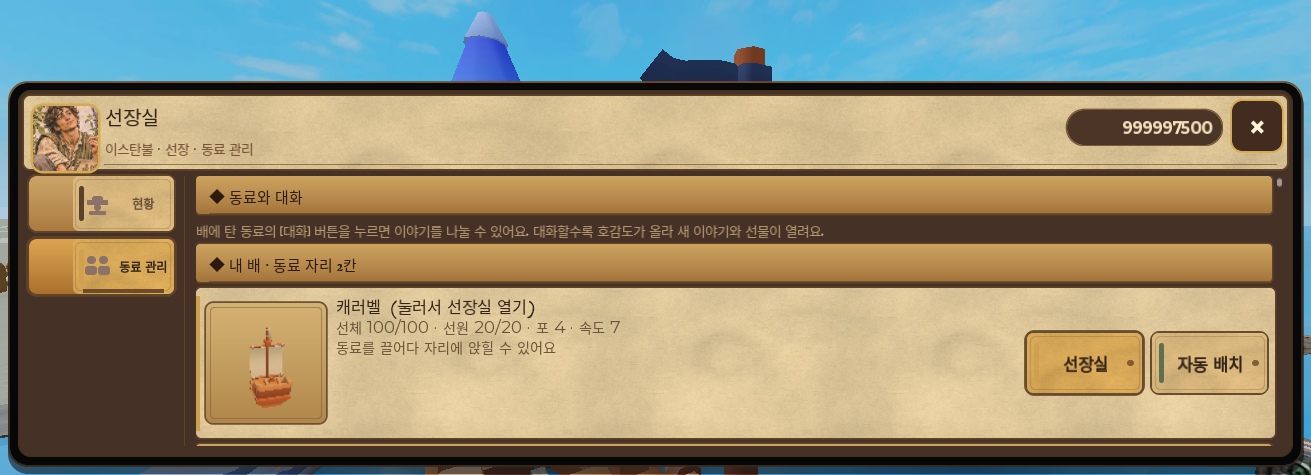 선장실
이스탄불 · 선장 · 동료 관리
999997500
×
현황
동료 관리
◆ 동료와 대화
배에 탄 동료의 [대화] 버튼을 누르면 이야기를 나눌 수 있어요. 대화할수록 호감도가 올라 새 이야기와 선물이 열려요.
◆ 내 배 · 동료 자리 2칸
캐러벨 (눌러서 선장실 열기)
선체 100/100 · 선원 20/20 · 포 4 · 속도 7
동료를 끌어다 자리에 앉힐 수 있어요
선장실
자동 배치